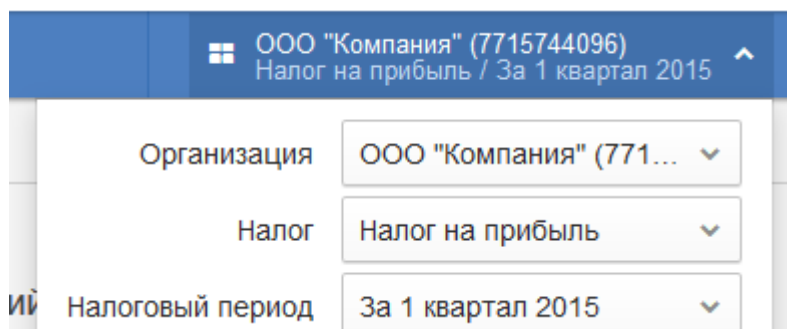 ООО "Компания" (7715744096)
Налог на прибыль / За 1 квартал 2015
Организация ООО "Компания" (771...
Налог Налог на прибыль
ий Налоговый период За 1 квартал 2015